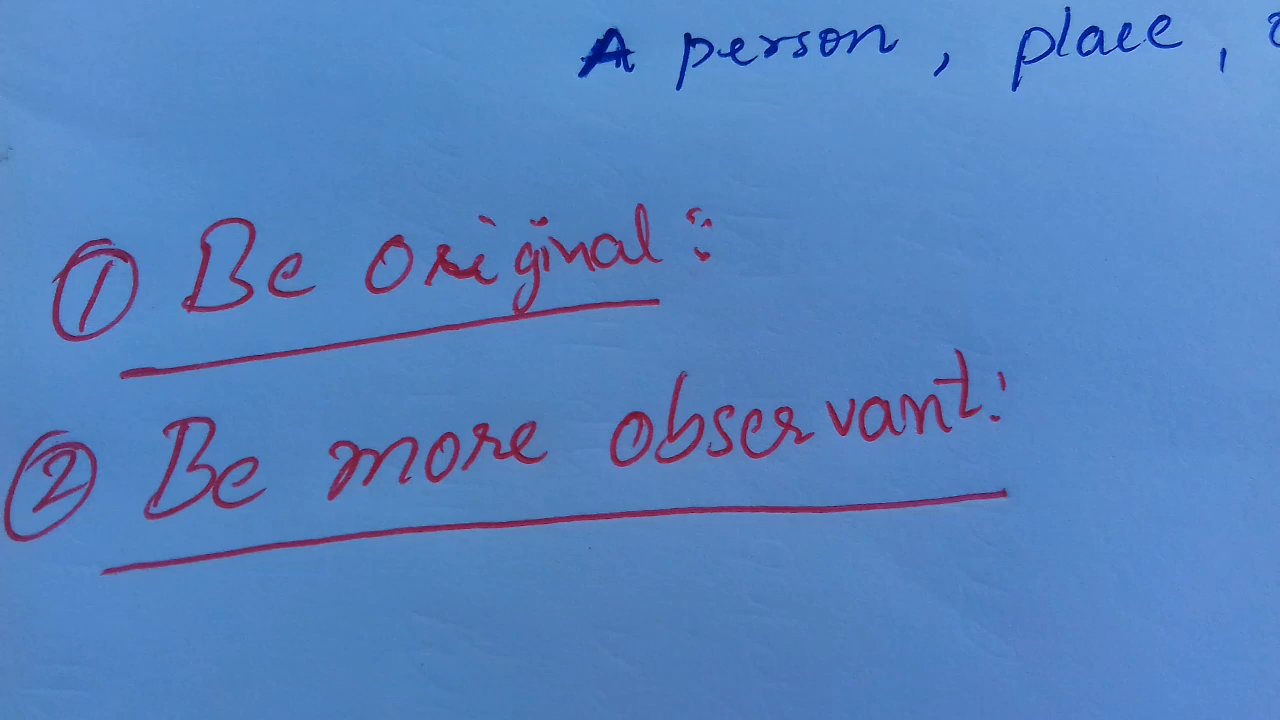 A person, place,
① Be Original:
② Be more observant: